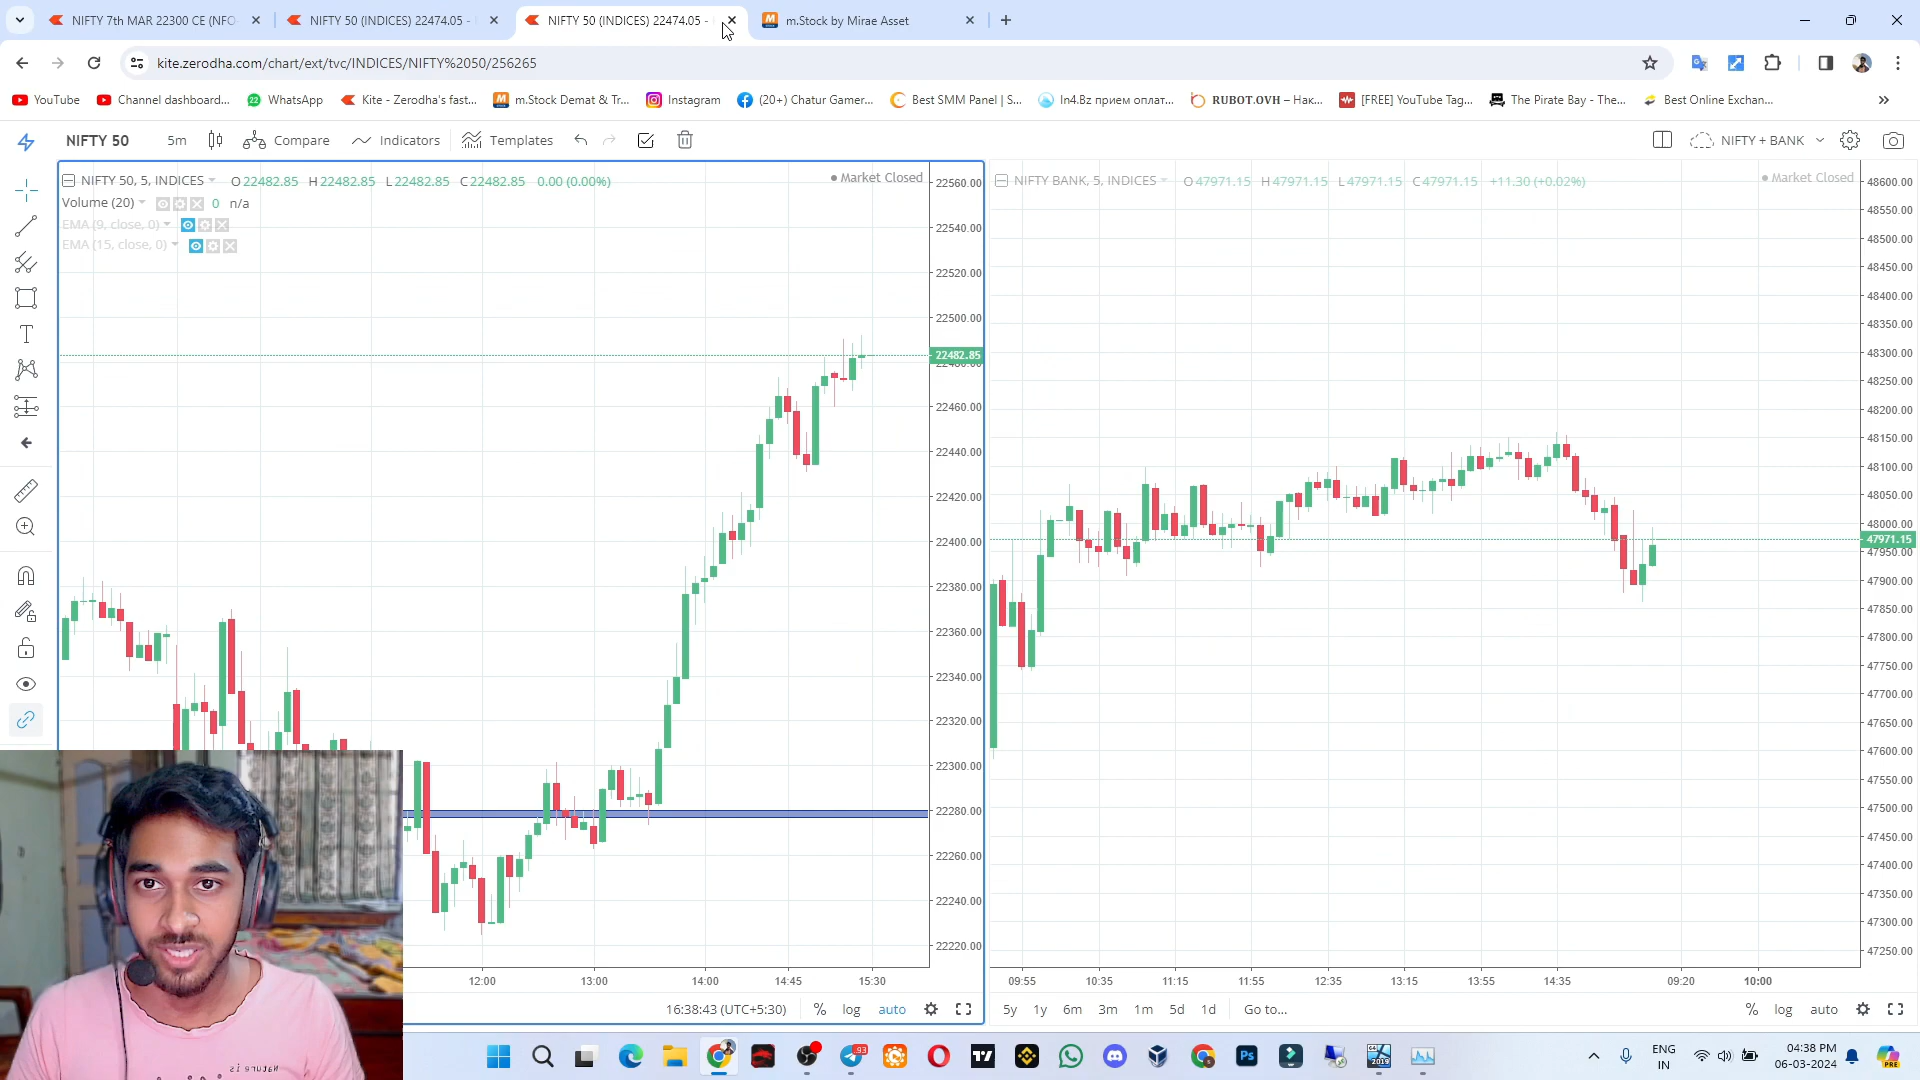 NIFTY 7th MAR 22300 CE (NFO
NIFTY 50 (INDICES) 22474.05 -
NIFTY 50 (INDICES) 22474.05 -
m.Stock by Mirae Asset
kite.zerodha.com/chart/ext/tvc/INDICES/NIFTY%2050/256265
YouTube
Channel dashboard...
WhatsApp
Kite - Zerodha's fast...
m.Stock Demat & Tr...
Instagram
(20+) Chatur Gamer...
Best SMM Panel | S...
In4.Bz прием оплат...
RUBOT.OVH – Нак...
[FREE] YouTube Tag...
The Pirate Bay - The...
Best Online Exchan...
NIFTY 50
5m
Compare
Indicators
Templates
NIFTY + BANK
NIFTY 50, 5, INDICES
O 22482.85 H 22482.85 L 22482.85 C 22482.85 0.00 (0.00%)
Market Closed
Volume (20)
0 n/a
EMA (9, close, 0)
EMA (15, close, 0)
22560.00
22540.00
22520.00
22500.00
22482.85
22480.00
22460.00
22440.00
22420.00
22400.00
22380.00
22360.00
22340.00
22320.00
22300.00
22280.00
22260.00
22240.00
22220.00
12:00
13:00
14:00
14:45
15:30
16:38:43 (UTC+5:30)
%
log
auto
NIFTY BANK, 5, INDICES
O 47971.15 H 47971.15 L 47971.15 C 47971.15 +11.30 (+0.02%)
Market Closed
48600.00
48550.00
48500.00
48450.00
48400.00
48350.00
48300.00
48250.00
48200.00
48150.00
48100.00
48050.00
48000.00
47971.15
47950.00
47900.00
47850.00
47800.00
47750.00
47700.00
47650.00
47600.00
47550.00
47500.00
47450.00
47400.00
47350.00
47300.00
47250.00
09:55
10:35
11:15
11:55
12:35
13:15
13:55
14:35
09:20
10:00
5y
1y
6m
3m
1m
5d
1d
Go to...
%
log
auto
93
Ps
2019
ENG
IN
04:38 PM
06-03-2024
PRE